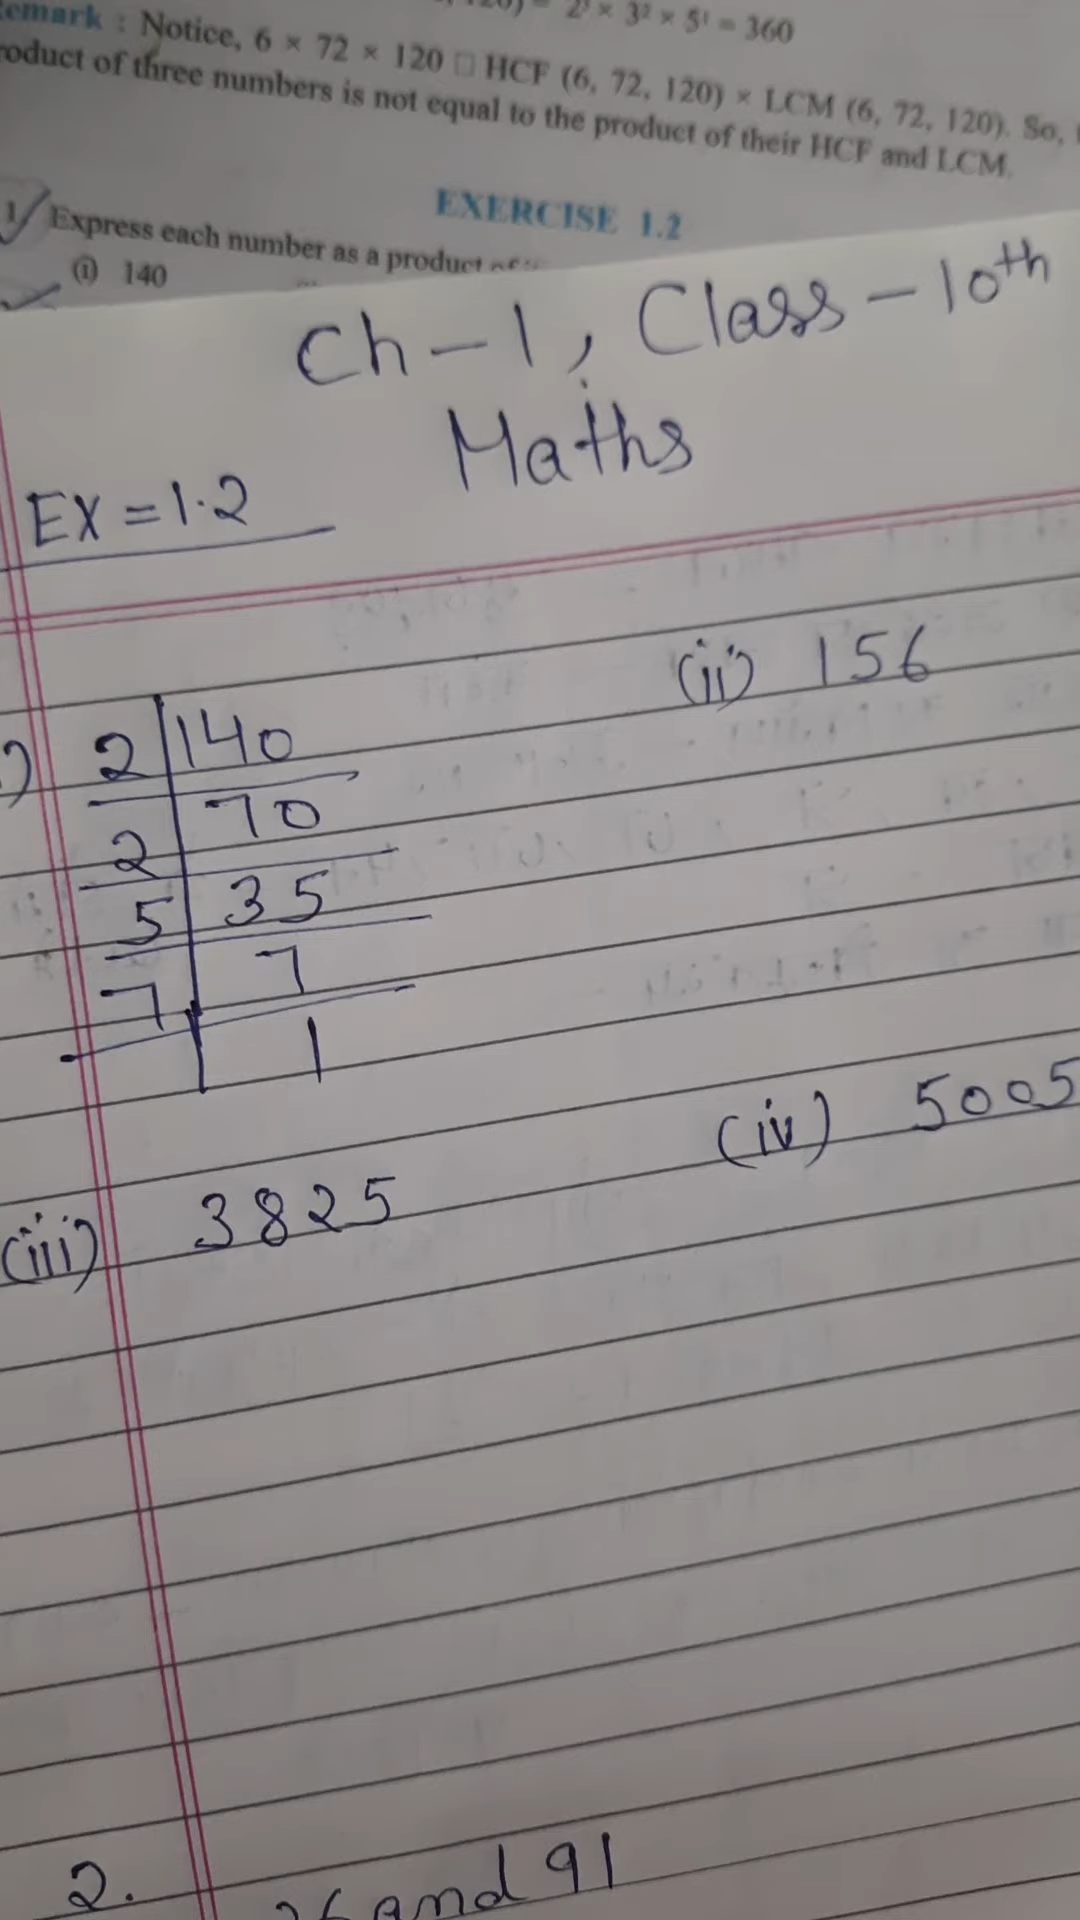 120) = 2³ × 3² × 5¹ = 360
emark : Notice, 6 × 72 × 120 □ HCF (6, 72, 120) × LCM (6, 72, 120). So,
roduct of three numbers is not equal to the product of their HCF and LCM.
EXERCISE 1.2
1 Express each number as a product
(i) 140
Ch - 1, Class - 10th
Maths
EX = 1.2
) 2 | 140
2 | 70
5 | 35
7 | 7
1
(ii) 156
(iii) 3825
(iv) 5005
2. and 91